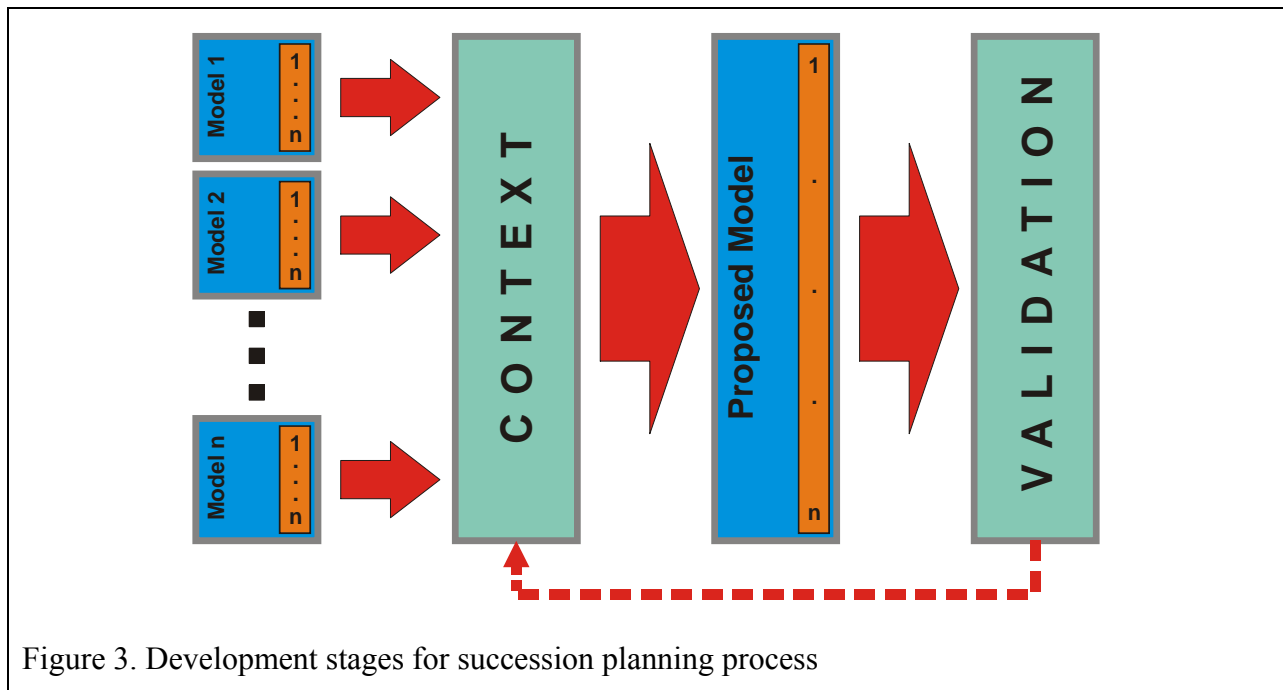 Model 1
1
.
.
.
n
Model 2
1
.
.
.
n
Model n
1
.
.
.
n
CONTEXT
Proposed Model
1
.
.
.
n
VALIDATION
Figure 3. Development stages for succession planning process